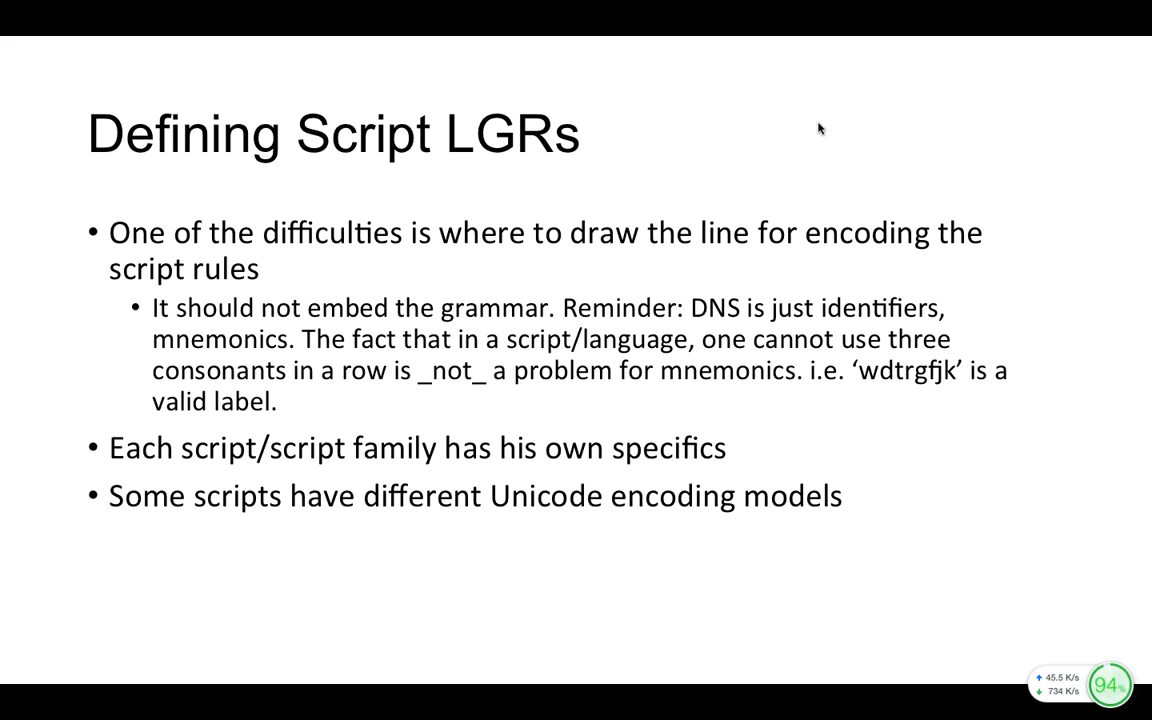 Defining Script LGRs
• One of the difficulties is where to draw the line for encoding the
script rules
• It should not embed the grammar. Reminder: DNS is just identifiers,
mnemonics. The fact that in a script/language, one cannot use three
consonants in a row is _not_ a problem for mnemonics. i.e. ‘wdtrgfjk’ is a
valid label.
• Each script/script family has his own specifics
• Some scripts have different Unicode encoding models
45.5 K/s
734 K/s
94%